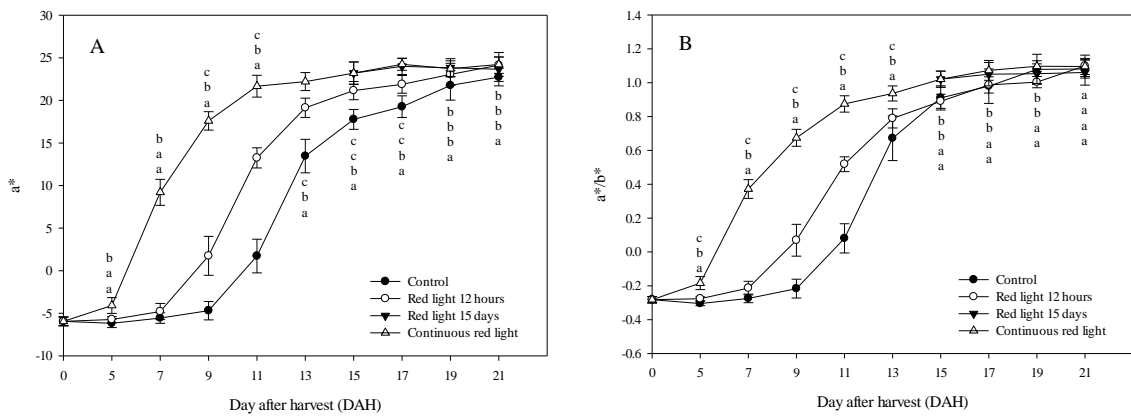 A
30
25
20
15
10
5
0
-5
-10
a*
b
a
a
b
a
a
c
b
a
c
b
a
c
b
a
c
c
b
a
c
c
b
a
b
b
b
a
b
b
b
a
Control
Red light 12 hours
Red light 15 days
Continuous red light
0 5 7 9 11 13 15 17 19 21
Day after harvest (DAH)
B
1.4
1.2
1.0
0.8
0.6
0.4
0.2
0.0
-0.2
-0.4
-0.6
a*/b*
c
b
a
c
b
a
c
b
a
c
b
a
c
b
a
b
b
a
a
b
b
a
a
b
b
a
a
a
a
a
a
Control
Red light 12 hours
Red light 15 days
Continuous red light
0 5 7 9 11 13 15 17 19 21
Day after harvest (DAH)